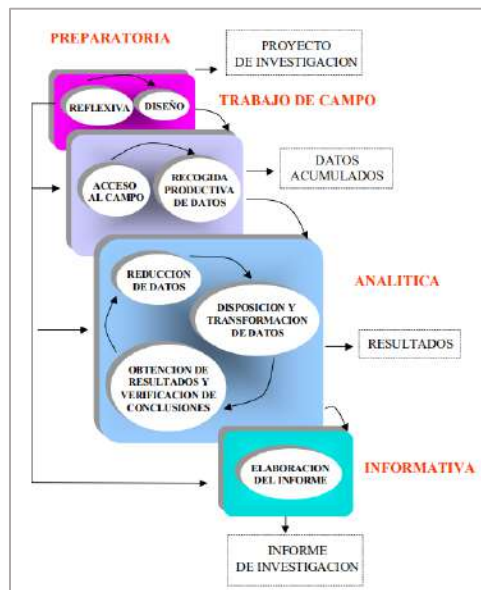 PREPARATORIA
PROYECTO
DE INVESTIGACION
REFLEXIVA
DISEÑO
TRABAJO DE CAMPO
ACCESO
AL CAMPO
RECOGIDA
PRODUCTIVA
DE DATOS
DATOS
ACUMULADOS
REDUCCION
DE DATOS
ANALITICA
DISPOSICION Y
TRANSFORMACION
DE DATOS
RESULTADOS
OBTENCION DE
RESULTADOS Y
VERIFICACION DE
CONCLUSIONES
ELABORACION
DEL INFORME
INFORMATIVA
INFORME
DE INVESTIGACION